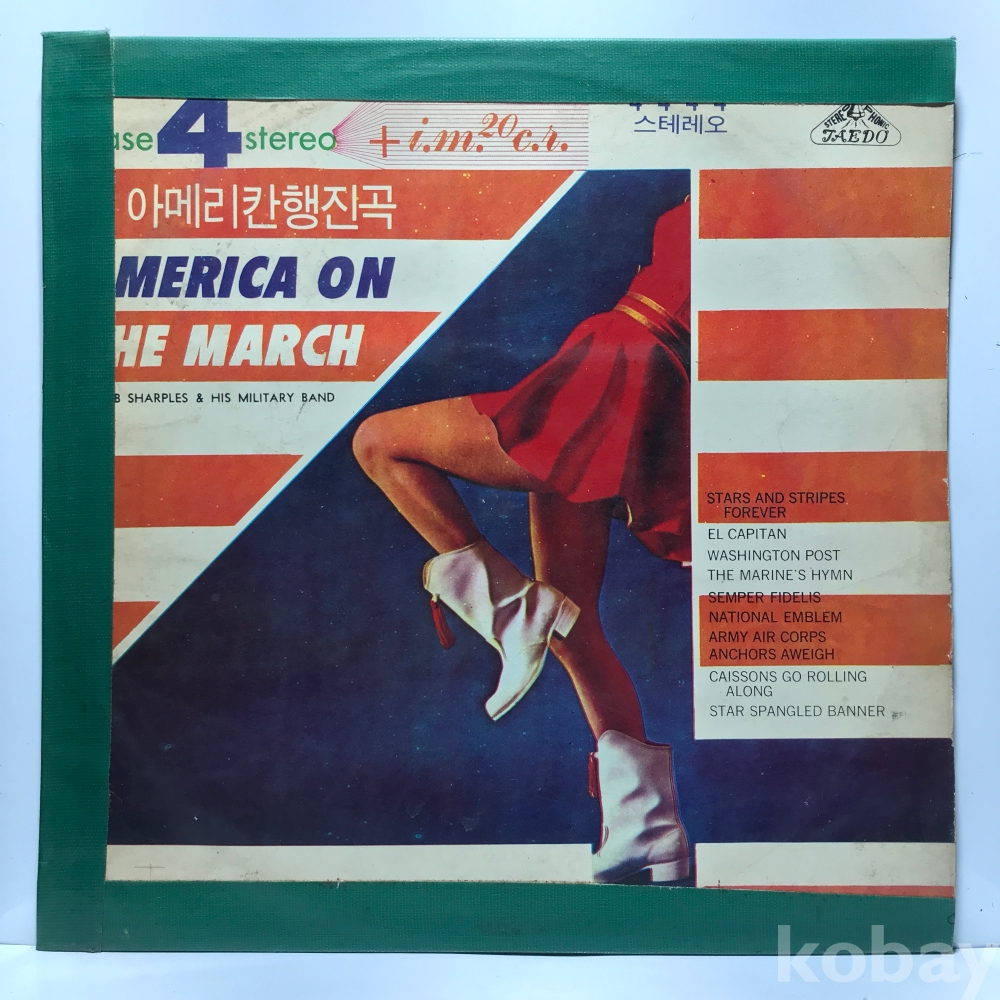 ase 4 stereo
+i.m. 20 c.r.
스테레오
STEREO PHONIC
TAEDO
아메리칸행진곡
MERICA ON
HE MARCH
B SHARPLES & HIS MILITARY BAND
STARS AND STRIPES
FOREVER
EL CAPITAN
WASHINGTON POST
THE MARINE'S HYMN
SEMPER FIDELIS
NATIONAL EMBLEM
ARMY AIR CORPS
ANCHORS AWEIGH
CAISSONS GO ROLLING
ALONG
STAR SPANGLED BANNER
kobay